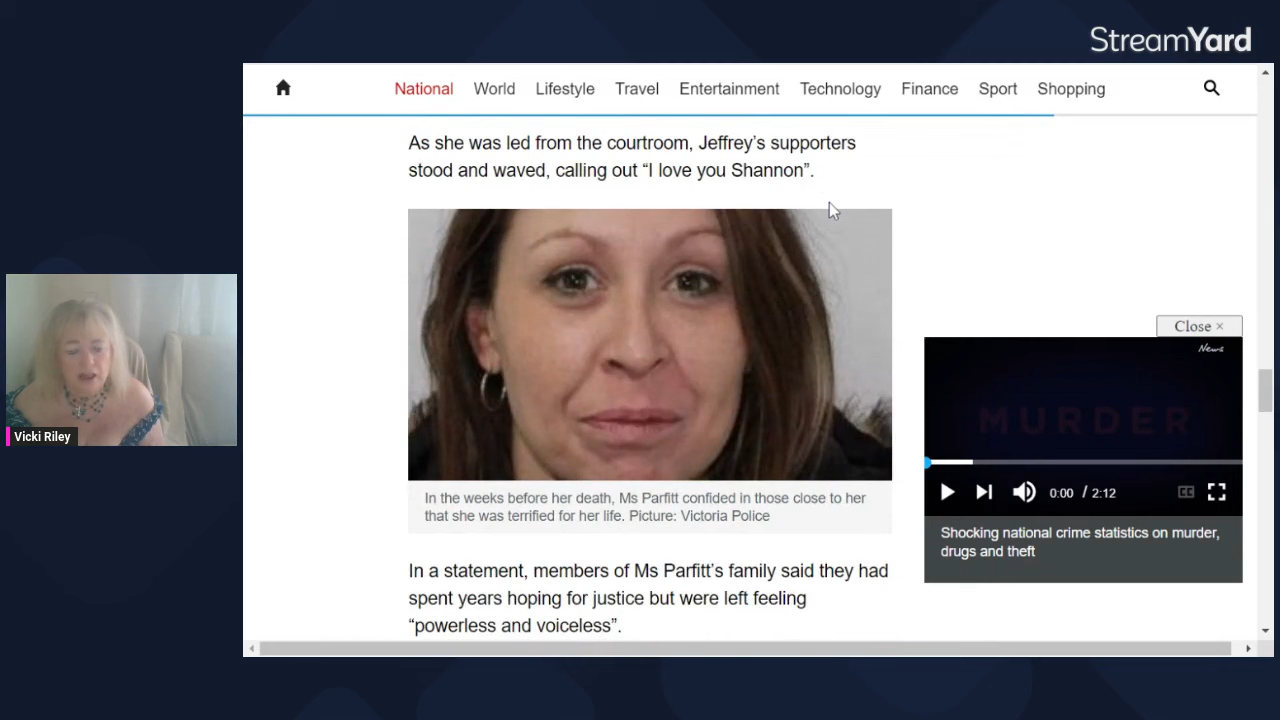 StreamYard
National World Lifestyle Travel Entertainment Technology Finance Sport Shopping
As she was led from the courtroom, Jeffrey’s supporters
stood and waved, calling out “I love you Shannon”.
Close ×
News
MURDER
Vicki Riley
0:00 / 2:12
CC
In the weeks before her death, Ms Parfitt confided in those close to her
that she was terrified for her life. Picture: Victoria Police
Shocking national crime statistics on murder,
drugs and theft
In a statement, members of Ms Parfitt’s family said they had
spent years hoping for justice but were left feeling
“powerless and voiceless”.